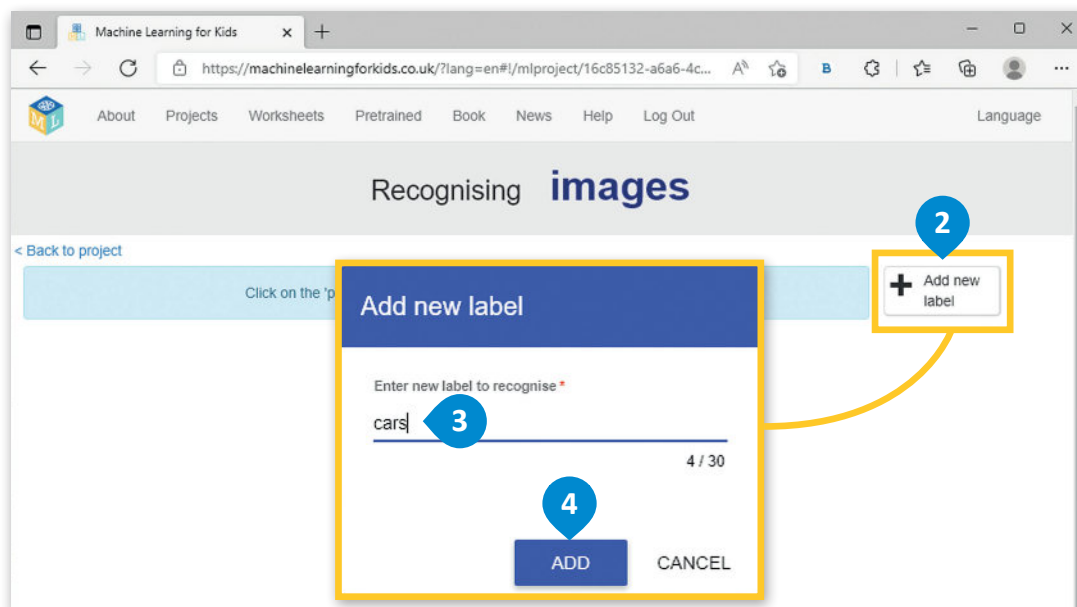 Machine Learning for Kids
https://machinelearningforkids.co.uk/?lang=en#!/mlproject/16c85132-a6a6-4c...
About Projects Worksheets Pretrained Book News Help Log Out Language
Recognising images
2
< Back to project
Click on the 'p
Add new label
Add new
label
Enter new label to recognise *
cars
3
4 / 30
4
ADD CANCEL